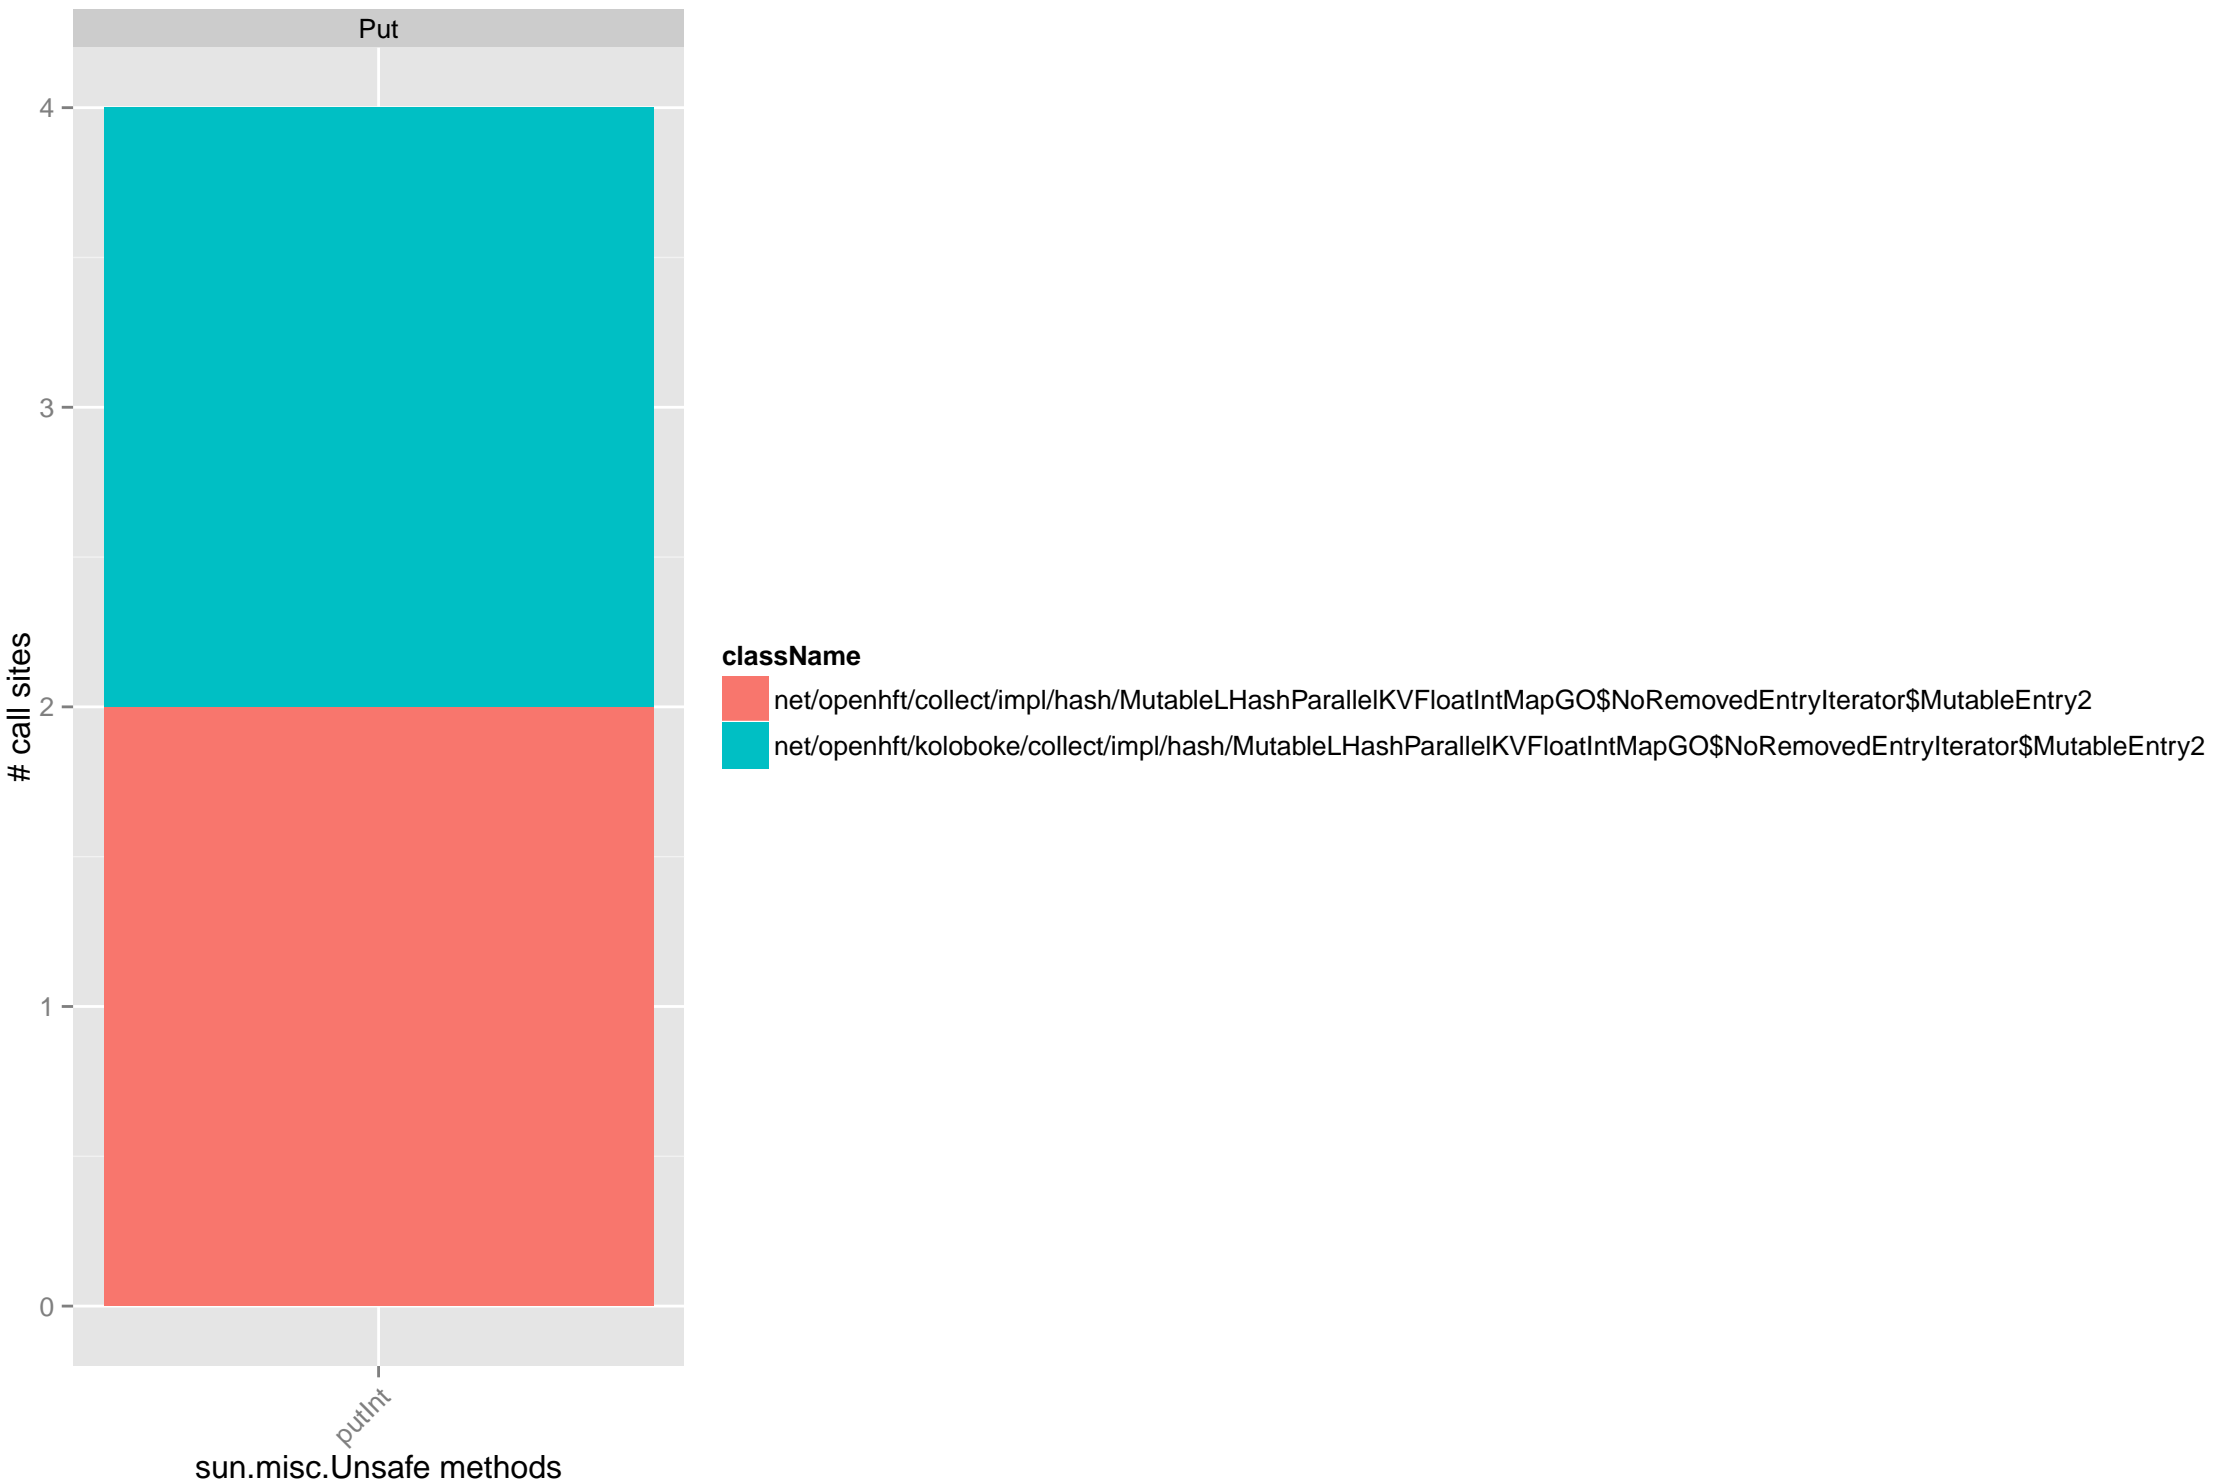 Put
4
3
2
1
0
# call sites
putInt
sun.misc.Unsafe methods
className
net/openhft/collect/impl/hash/MutableLHashParallelKVFloatIntMapGO$NoRemovedEntryIterator$MutableEntry2
net/openhft/koloboke/collect/impl/hash/MutableLHashParallelKVFloatIntMapGO$NoRemovedEntryIterator$MutableEntry2